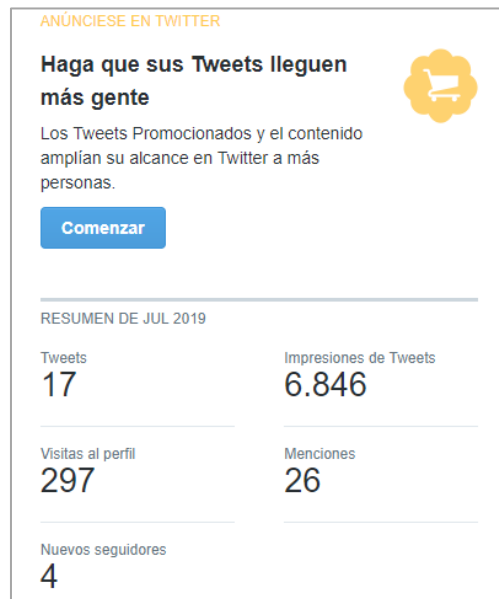 ANÚNCIESE EN TWITTER
Haga que sus Tweets lleguen
más gente
Los Tweets Promocionados y el contenido
amplían su alcance en Twitter a más
personas.
Comenzar
RESUMEN DE JUL 2019
Tweets
17
Impresiones de Tweets
6.846
Visitas al perfil
297
Menciones
26
Nuevos seguidores
4